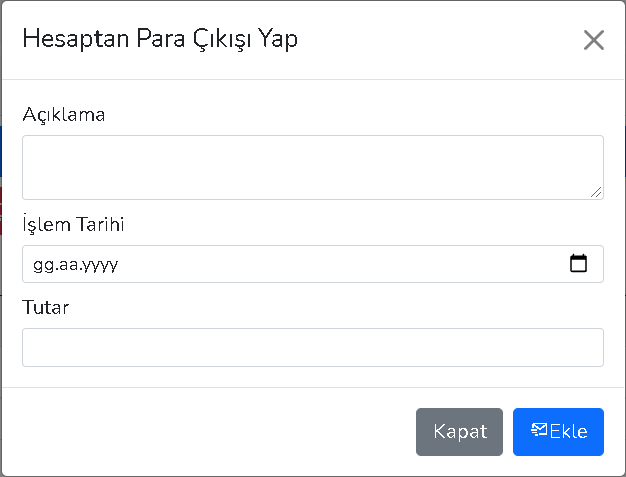 Hesaptan Para Çıkışı Yap
Açıklama
İşlem Tarihi
gg.aa.yyyy
Tutar
Kapat
Ekle